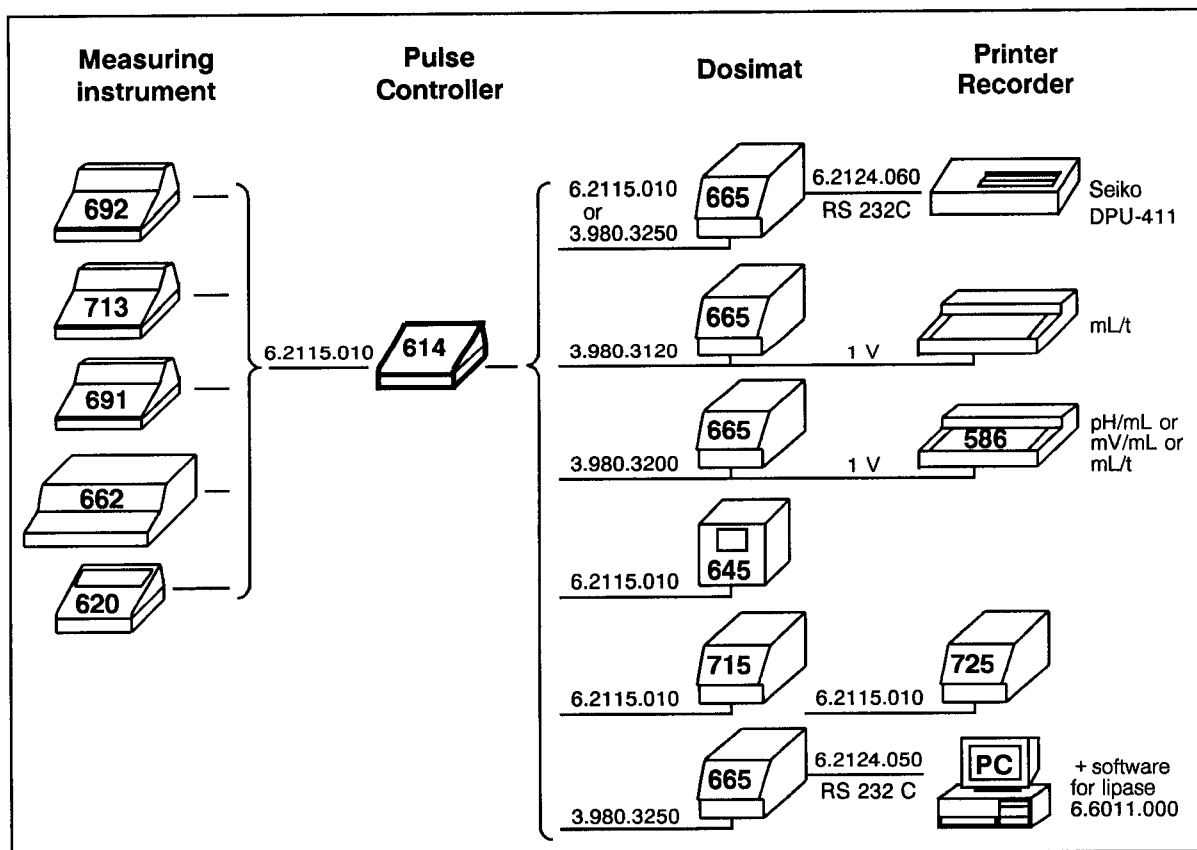 Measuring
instrument
Pulse
Controller
Dosimat
Printer
Recorder
692
713
691
662
620
6.2115.010
614
6.2115.010
or
3.980.3250
665
6.2124.060
RS 232C
Seiko
DPU-411
3.980.3120
665
1 V
mL/t
3.980.3200
665
1 V
586
pH/mL or
mV/mL or
mL/t
6.2115.010
645
6.2115.010
715
6.2115.010
725
3.980.3250
665
6.2124.050
RS 232 C
PC
+ software
for lipase
6.6011.000